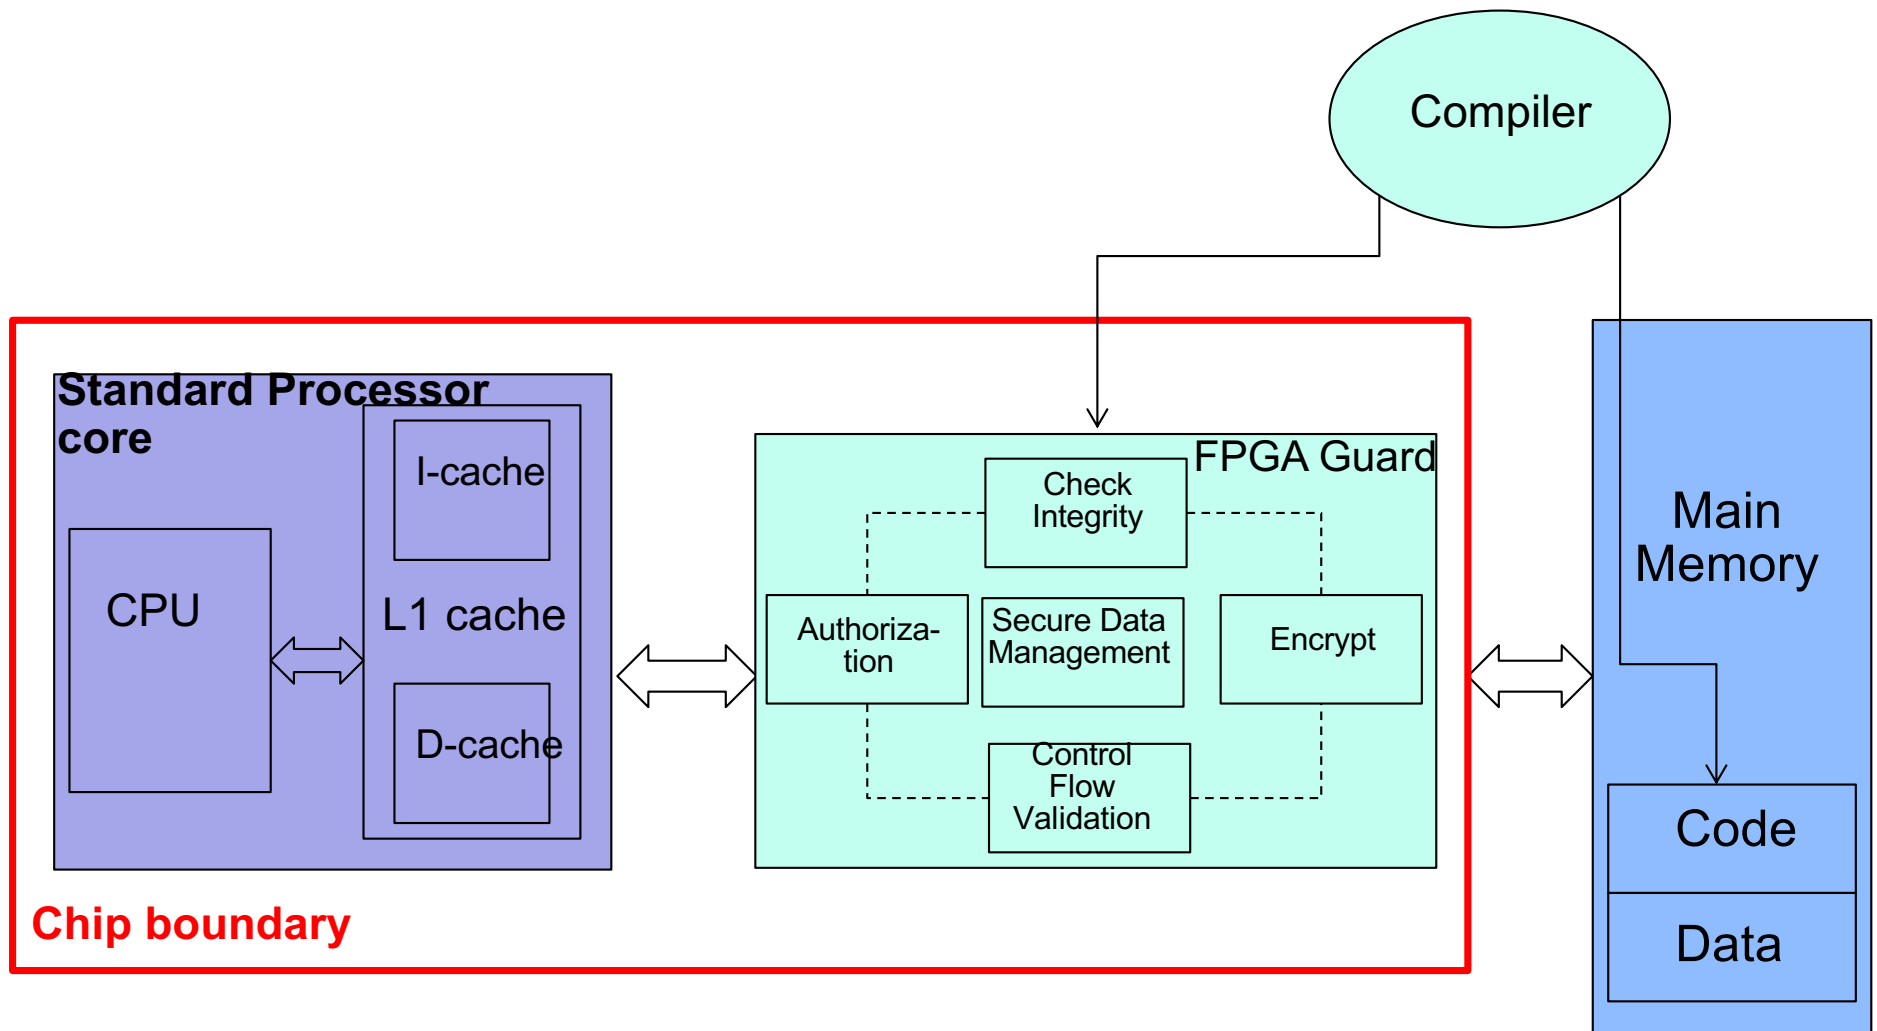 Compiler
Standard Processor
core
I-cache
CPU
L1 cache
D-cache
FPGA Guard
Check
Integrity
Authoriza-
tion
Secure Data
Management
Encrypt
Control
Flow
Validation
Main
Memory
Code
Data
Chip boundary